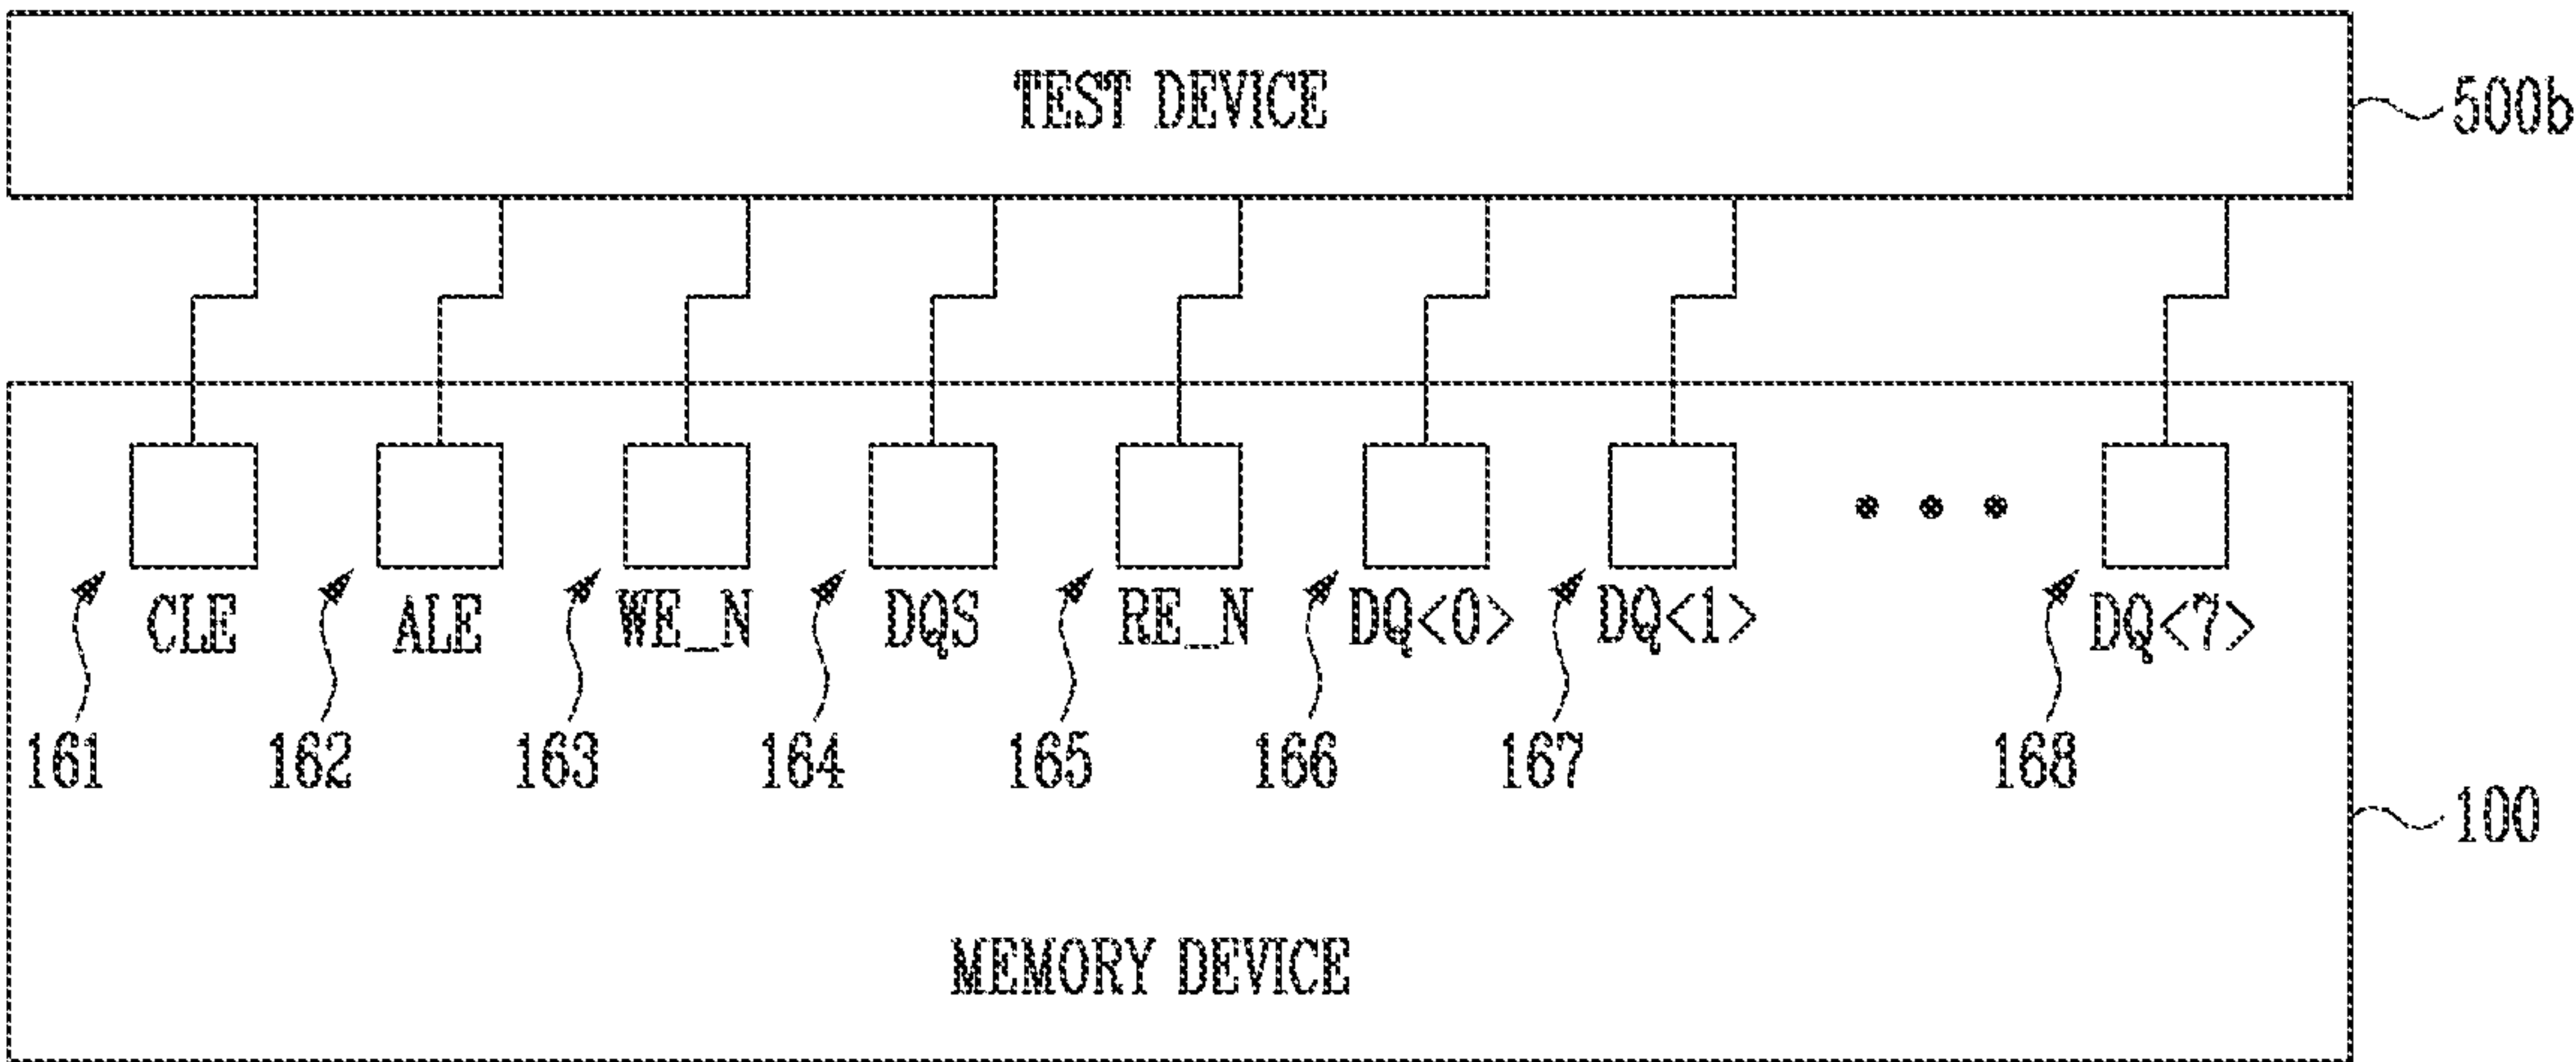 TEST DEVICE
500b
CLE ALE WE_N DQS RE_N DQ<0> DQ<1> DQ<7>
161 162 163 164 165 166 167 168
100
MEMORY DEVICE